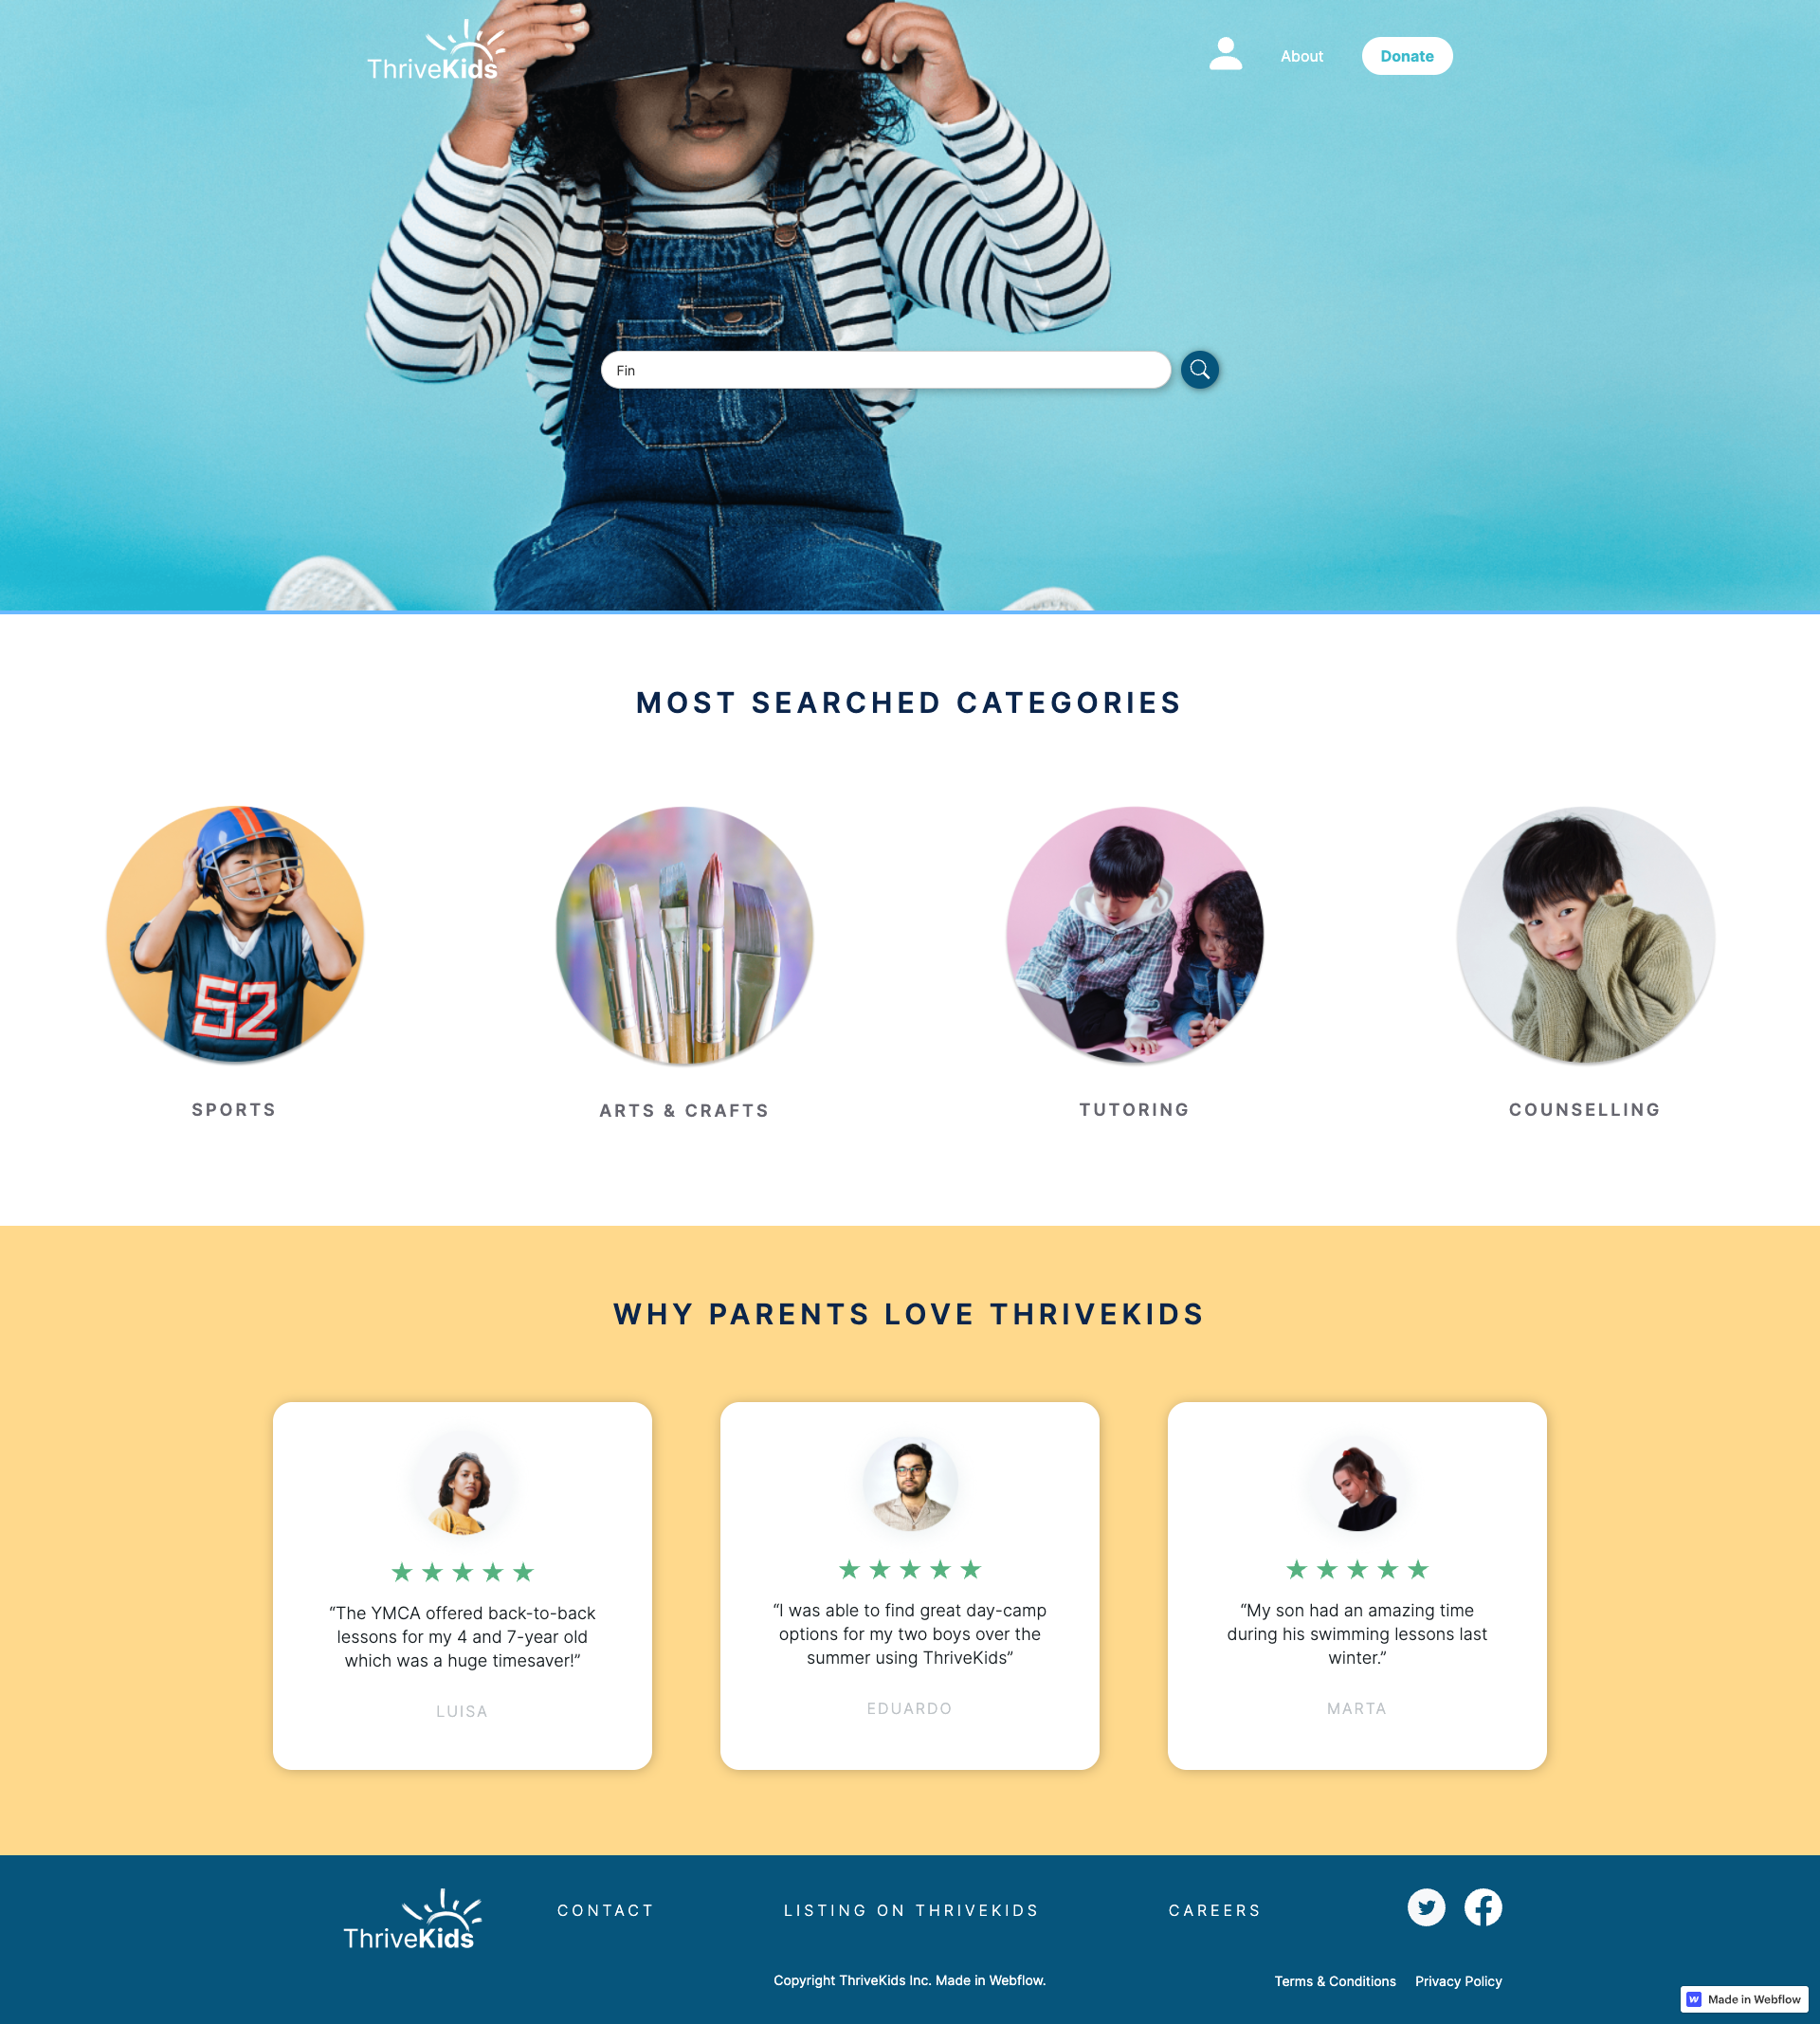 ThriveKids
About
Donate
Fin
MOST SEARCHED CATEGORIES
52
SPORTS
ARTS & CRAFTS
TUTORING
COUNSELLING
WHY PARENTS LOVE THRIVEKIDS
“The YMCA offered back-to-back
lessons for my 4 and 7-year old
which was a huge timesaver!”
LUISA
“I was able to find great day-camp
options for my two boys over the
summer using ThriveKids”
EDUARDO
“My son had an amazing time
during his swimming lessons last
winter.”
MARTA
ThriveKids
CONTACT
LISTING ON THRIVEKIDS
CAREERS
Copyright ThriveKids Inc. Made in Webflow.
Terms & Conditions
Privacy Policy
Made in Webflow